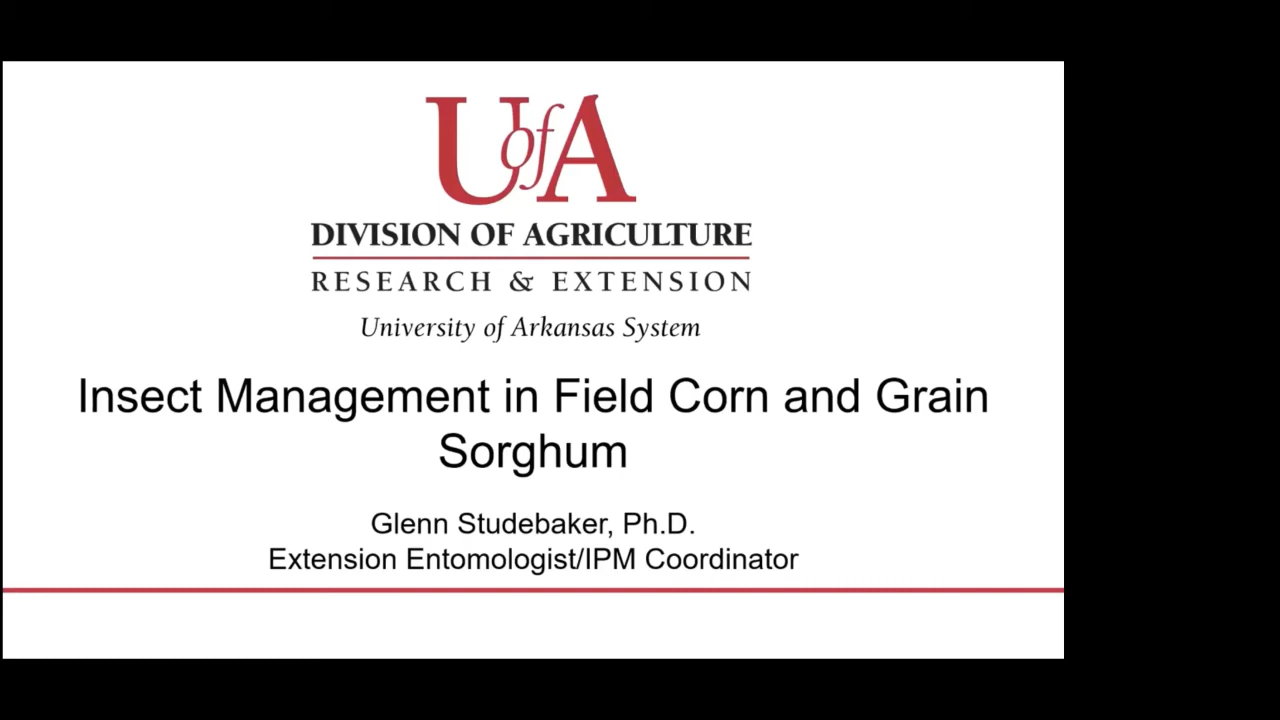 UofA
DIVISION OF AGRICULTURE
RESEARCH & EXTENSION
University of Arkansas System
Insect Management in Field Corn and Grain
Sorghum
Glenn Studebaker, Ph.D.
Extension Entomologist/IPM Coordinator